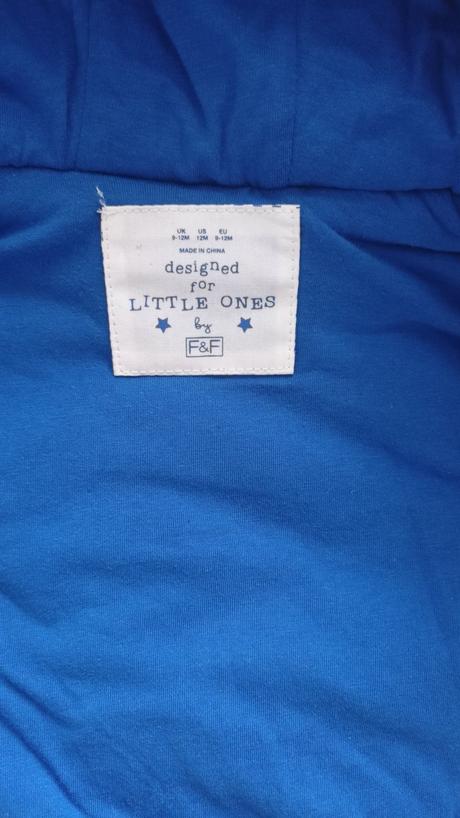 UK US EU
9-12M 12M 9-12M
MADE IN CHINA
designed
for
LITTLE ONES
by
F&F